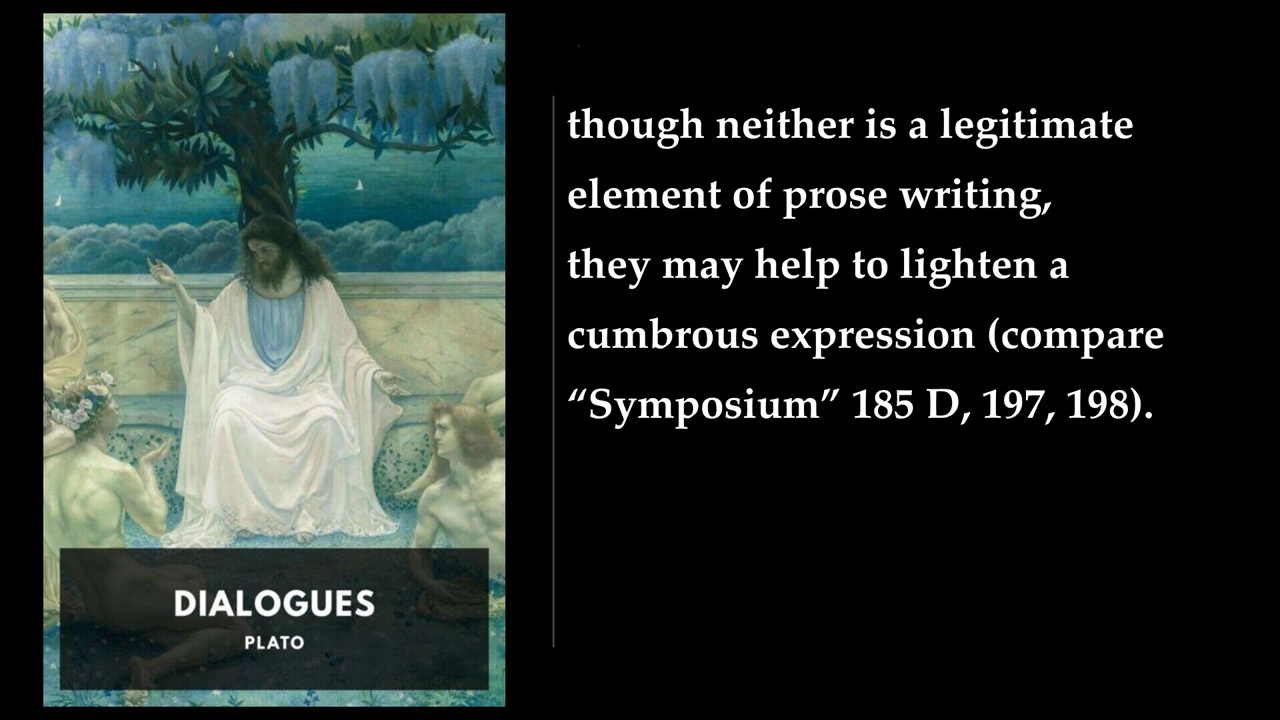 DIALOGUES
PLATO
though neither is a legitimate
element of prose writing,
they may help to lighten a
cumbrous expression (compare
“Symposium” 185 D, 197, 198).